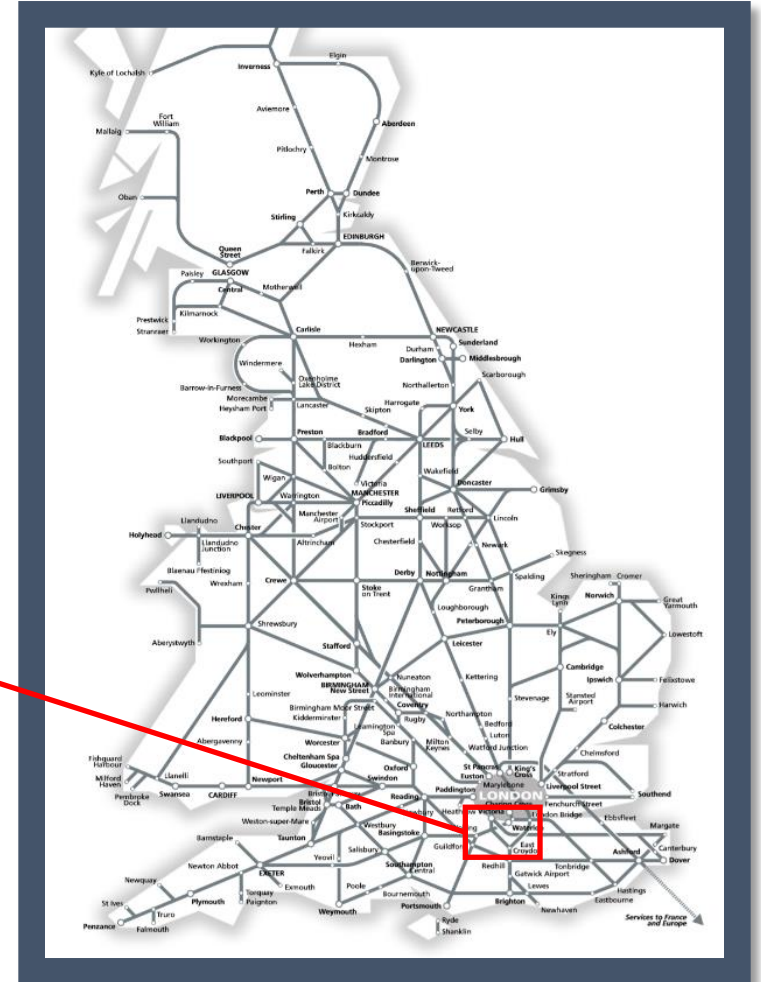 Elgin
Inverness
Kyle of Lochalsh
Aviemore
Fort
William
Mallaig
Aberdeen
Pitlochry
Montrose
Perth
Dundee
Oban
Stirling
Kirkcaldy
EDINBURGH
Queen
Street
Falkirk
Berwick-
upon-Tweed
Paisley
GLASGOW
Central
Motherwell
Prestwick
Kilmarnock
Stranraer
Carlisle
NEWCASTLE
Workington
Hexham
Durham
Sunderland
Darlington
Middlesbrough
Windermere
Scarborough
Oxenholme
Lake District
Northallerton
Barrow-in-Furness
Morecambe
Lancaster
Harrogate
York
Heysham Port
Skipton
Blackpool
Preston
Bradford
LEEDS
Selby
Hull
Blackburn
Huddersfield
Southport
Bolton
Wakefield
Wigan
Victoria
Doncaster
LIVERPOOL
Warrington
MANCHESTER
Piccadilly
Grimsby
Manchester
Airport
Sheffield
Retford
Lincoln
Llandudno
Chester
Stockport
Worksop
Holyhead
Llandudno
Junction
Altrincham
Chesterfield
Newark
Skegness
Blaenau Ffestiniog
Derby
Nottingham
Spalding
Sheringham
Cromer
Pwllheli
Wrexham
Crewe
Stoke
on Trent
Grantham
Kings
Lynn
Norwich
Great
Yarmouth
Loughborough
Shrewsbury
Peterborough
Ely
Lowestoft
Aberystwyth
Stafford
Leicester
Wolverhampton
Nuneaton
Kettering
Cambridge
BIRMINGHAM
New Street
Birmingham
International
Ipswich
Felixstowe
Leominster
Birmingham Moor Street
Coventry
Stevenage
Stansted
Airport
Harwich
Kidderminster
Rugby
Northampton
Hereford
Leamington
Spa
Bedford
Colchester
Abergavenny
Worcester
Banbury
Milton
Keynes
Luton
Cheltenham Spa
Watford Junction
Chelmsford
Fishguard
Harbour
Gloucester
Oxford
St Pancras
King's
Cross
Llanelli
Swindon
Euston
Stratford
Milford
Haven
Newport
Paddington
Marylebone
Liverpool Street
Pembroke
Dock
Swansea
CARDIFF
Reading
LONDON
Southend
Bristol
Temple Meads
Bath
Fenchurch Street
Weston-super-Mare
Westbury
Victoria
London Bridge
Ebbsfleet
Barnstaple
Taunton
Basingstoke
Waterloo
Margate
Salisbury
Guildford
East
Croydon
Canterbury
Newton Abbot
Yeovil
Southampton
Central
Redhill
Tonbridge
Ashford
Dover
EXETER
Gatwick Airport
Newquay
Exmouth
Poole
Lewes
Hastings
Torquay
Bournemouth
Eastbourne
St Ives
Plymouth
Paignton
Portsmouth
Brighton
Newhaven
Truro
Weymouth
Ryde
Services to France
and Europe
Penzance
Falmouth
Shanklin